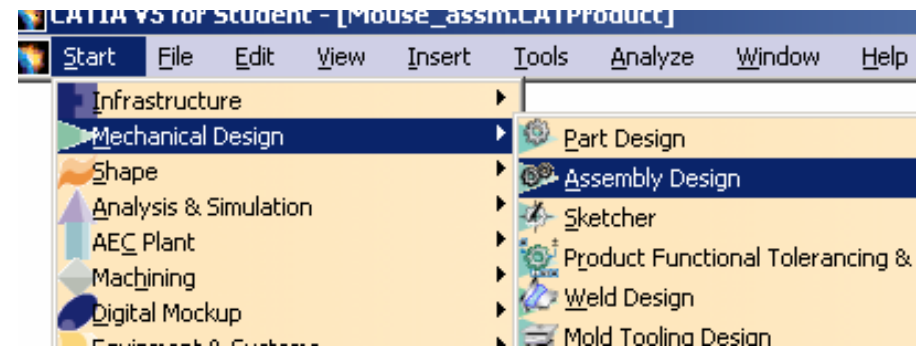 CATIA V5 for Student - [Mouse_assm.CATProduct]
Start File Edit View Insert Tools Analyze Window Help
Infrastructure
Mechanical Design
Shape
Analysis & Simulation
AEC Plant
Machining
Digital Mockup
Equipment & Systems
Part Design
Assembly Design
Sketcher
Product Functional Tolerancing &
Weld Design
Mold Tooling Design